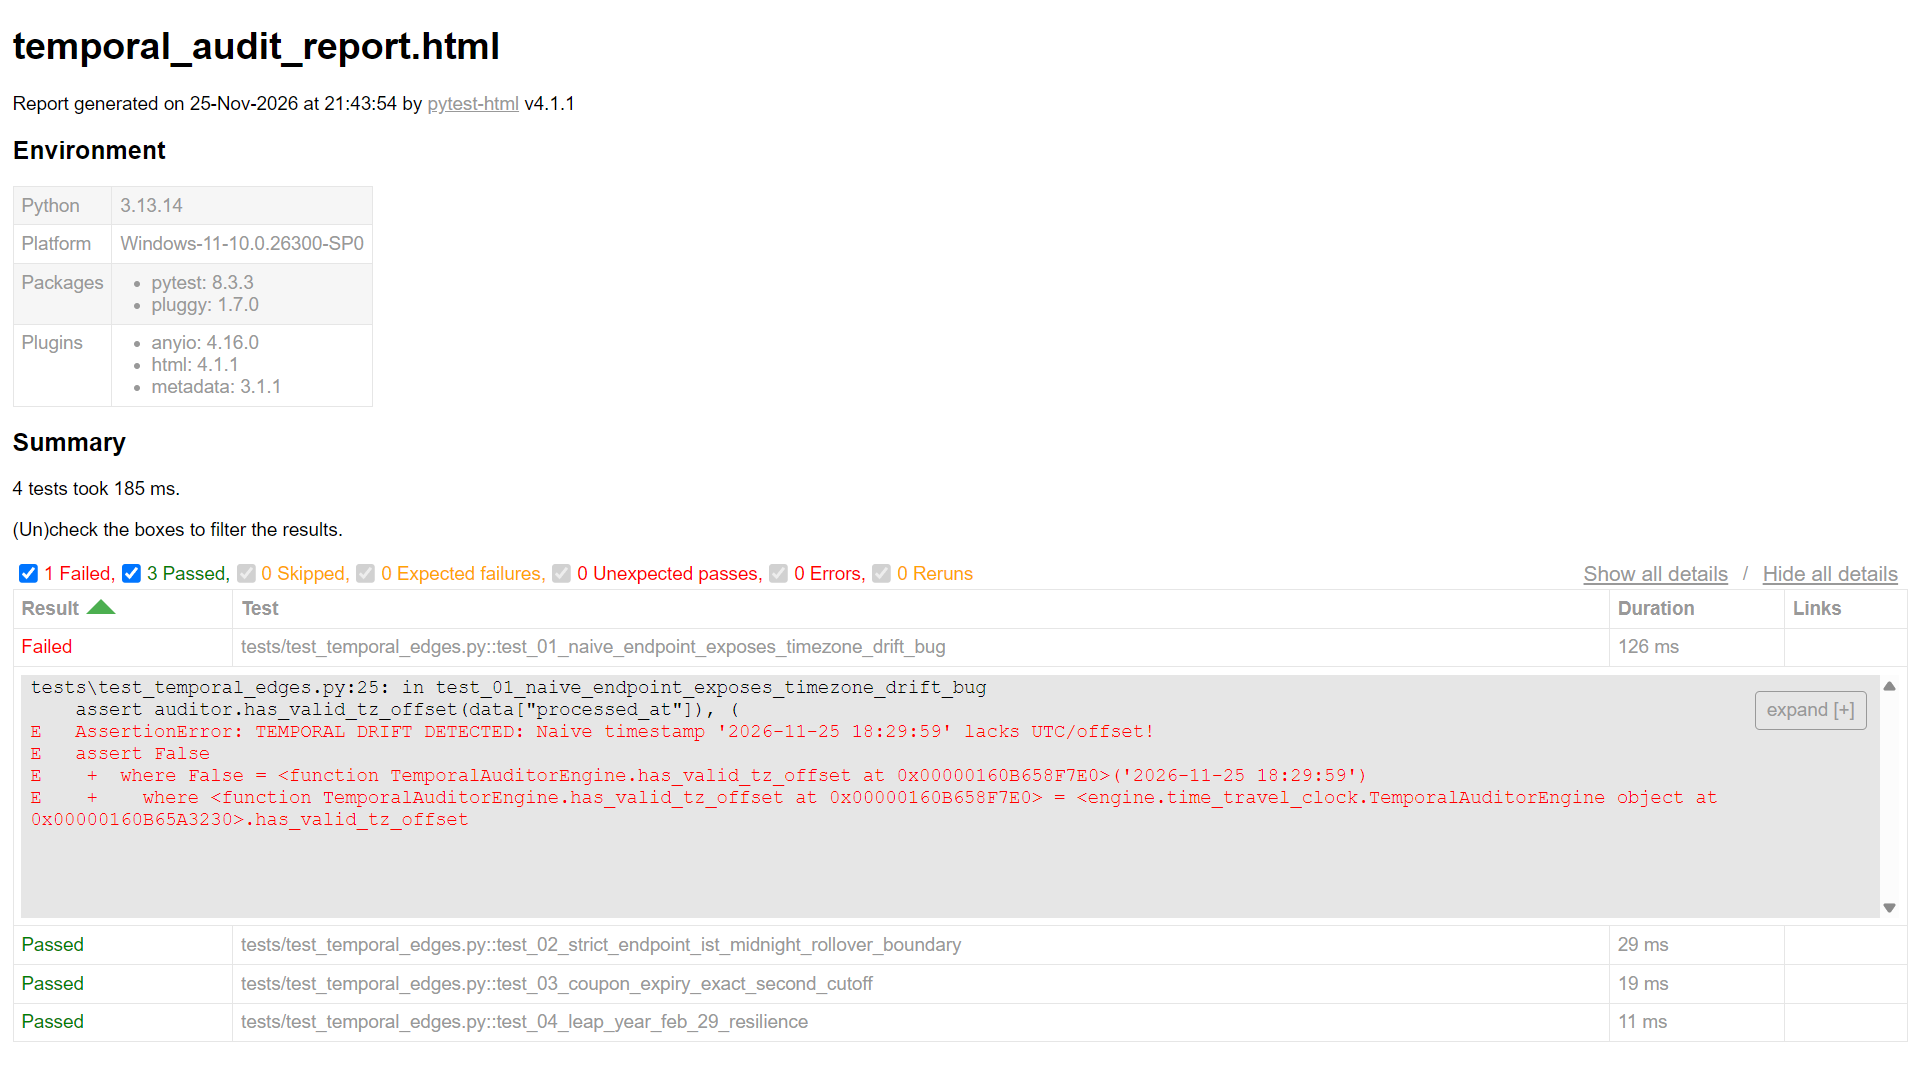 temporal_audit_report.html
Report generated on 25-Nov-2026 at 21:43:54 by pytest-html v4.1.1
Environment
Python 3.13.14
Platform Windows-11-10.0.26300-SP0
Packages
pytest: 8.3.3
pluggy: 1.7.0
Plugins
anyio: 4.16.0
html: 4.1.1
metadata: 3.1.1
Summary
4 tests took 185 ms.
(Un)check the boxes to filter the results.
1 Failed, 3 Passed, 0 Skipped, 0 Expected failures, 0 Unexpected passes, 0 Errors, 0 Reruns Show all details / Hide all details
Result Test Duration Links
Failed tests/test_temporal_edges.py::test_01_naive_endpoint_exposes_timezone_drift_bug 126 ms
expand [+]
tests\test_temporal_edges.py:25: in test_01_naive_endpoint_exposes_timezone_drift_bug
    assert auditor.has_valid_tz_offset(data["processed_at"]), (
E   AssertionError: TEMPORAL DRIFT DETECTED: Naive timestamp '2026-11-25 18:29:59' lacks UTC/offset!
E   assert False
E    +  where False = <function TemporalAuditorEngine.has_valid_tz_offset at 0x00000160B658F7E0>('2026-11-25 18:29:59')
E    +    where <function TemporalAuditorEngine.has_valid_tz_offset at 0x00000160B658F7E0> = <engine.time_travel_clock.TemporalAuditorEngine object at
0x00000160B65A3230>.has_valid_tz_offset
Passed tests/test_temporal_edges.py::test_02_strict_endpoint_ist_midnight_rollover_boundary 29 ms
Passed tests/test_temporal_edges.py::test_03_coupon_expiry_exact_second_cutoff 19 ms
Passed tests/test_temporal_edges.py::test_04_leap_year_feb_29_resilience 11 ms